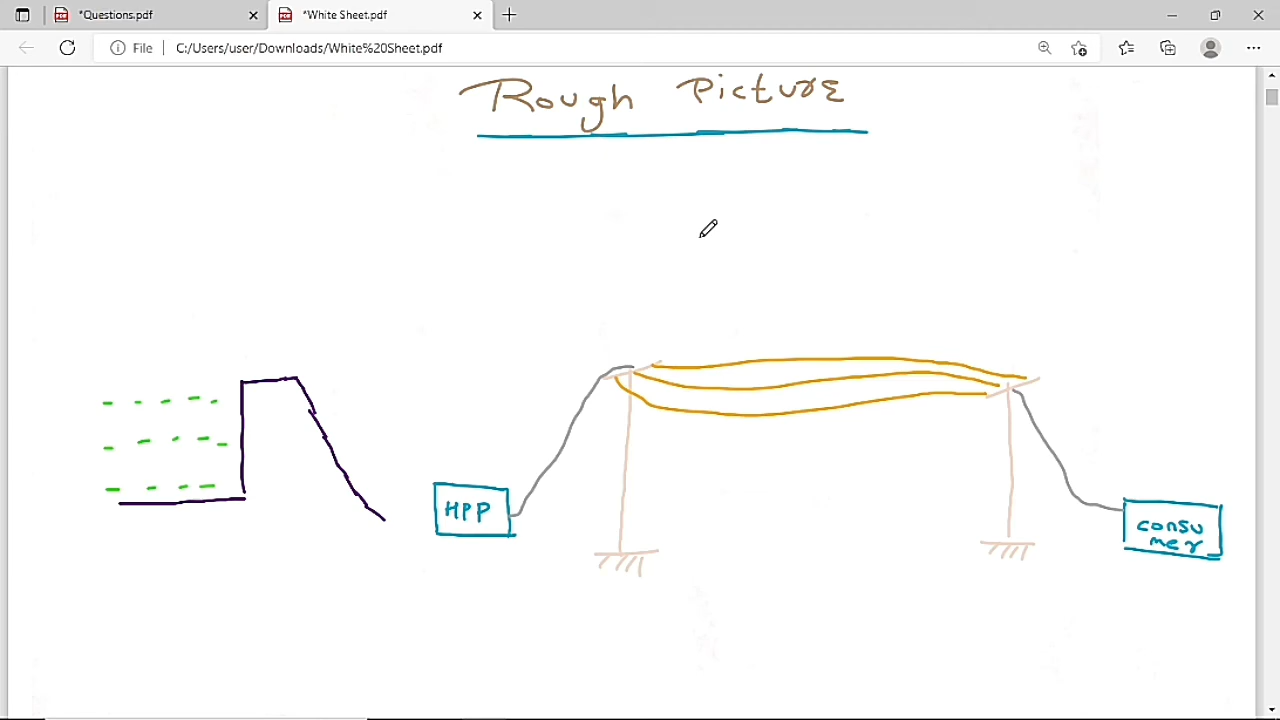 *Questions.pdf
*White Sheet.pdf
File
C:/Users/user/Downloads/White%20Sheet.pdf
Rough Picture
HPP
consu
mer